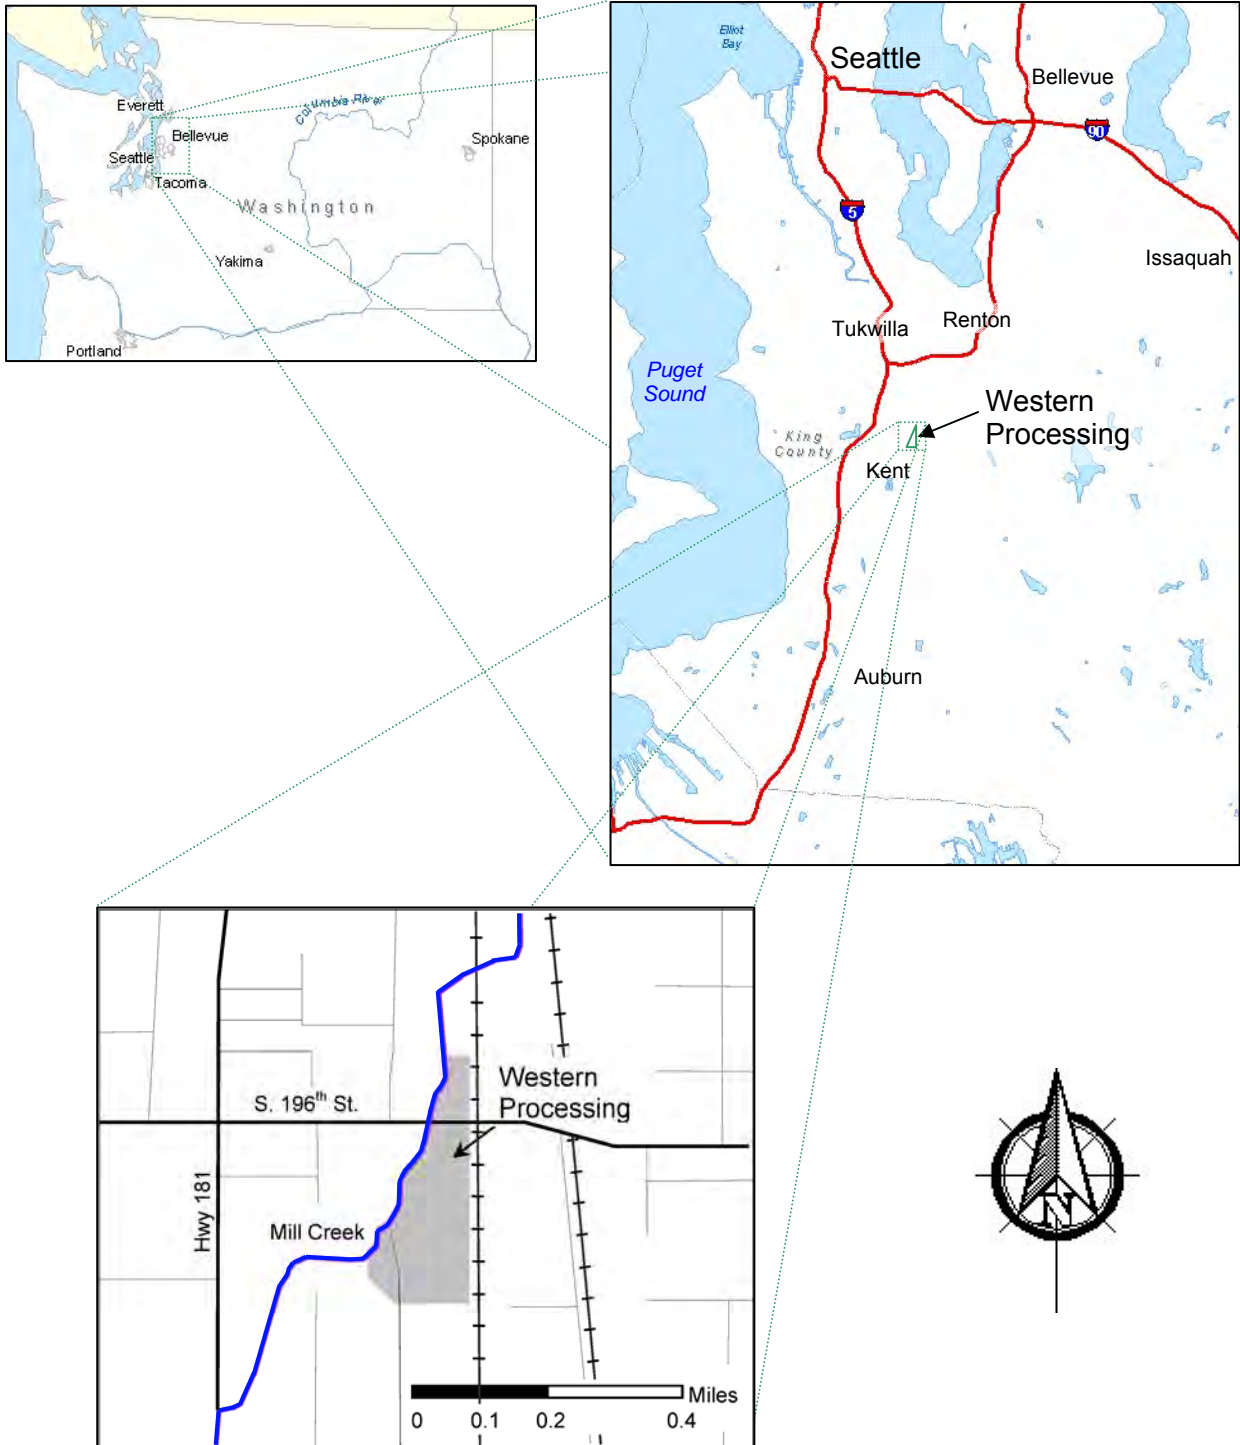 Everett
Columbia River
Bellevue
Spokane
Seattle
Tacoma
Washington
Yakima
Portland
Elliot
Bay
Seattle
Bellevue
90
5
Issaquah
Tukwilla
Renton
Puget
Sound
Western
Processing
King
County
Kent
Auburn
Western
Processing
S. 196th St.
Hwy 181
Mill Creek
Miles
0 0.1 0.2 0.4
N